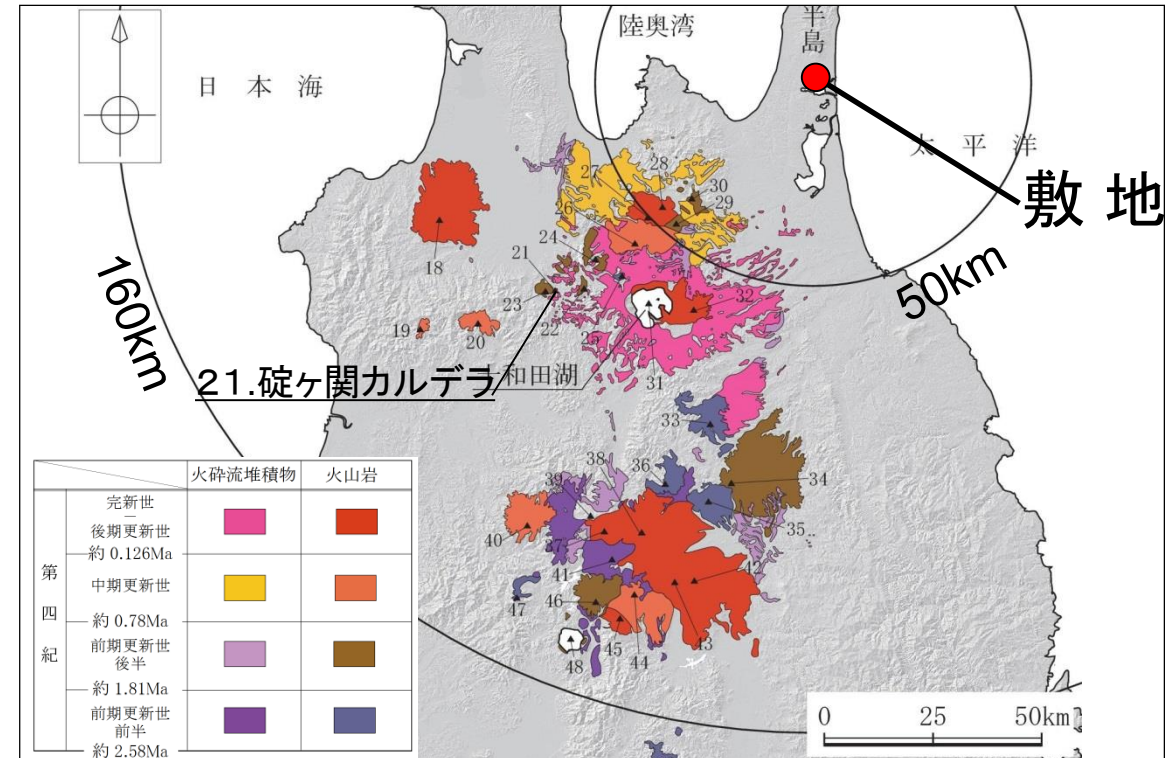 陸奥湾
半島
日 本 海
太 平 洋
敷 地
50km
160km
28
27
30
29
26
24
21
18
23
22
25
32
19
20
31
21.碇ヶ関カルデラ
十和田湖
33
38
36
34
39
35
40
37
41
42
46
47
45
44
43
48
火砕流堆積物
火山岩
第四紀
完新世
—
後期更新世
約 0.126Ma
中期更新世
約 0.78Ma
前期更新世
後半
約 1.81Ma
前期更新世
前半
約 2.58Ma
0 25 50km